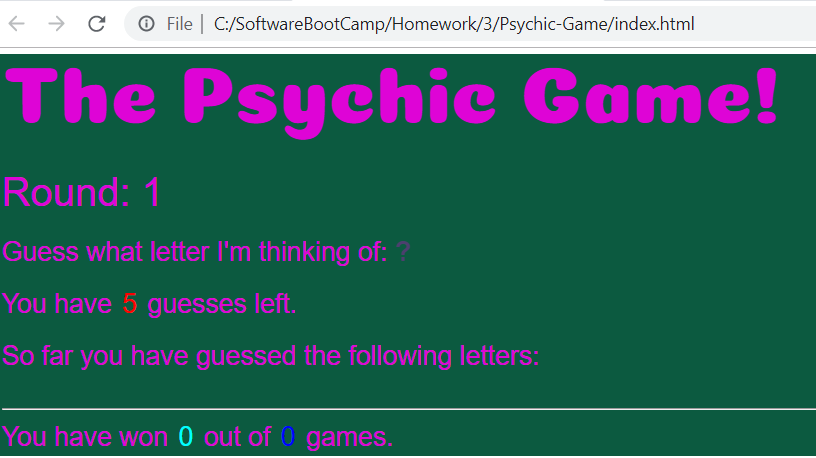 File | C:/SoftwareBootCamp/Homework/3/Psychic-Game/index.html
The Psychic Game!
Round: 1
Guess what letter I'm thinking of: ?
You have 5 guesses left.
So far you have guessed the following letters:
You have won 0 out of 0 games.